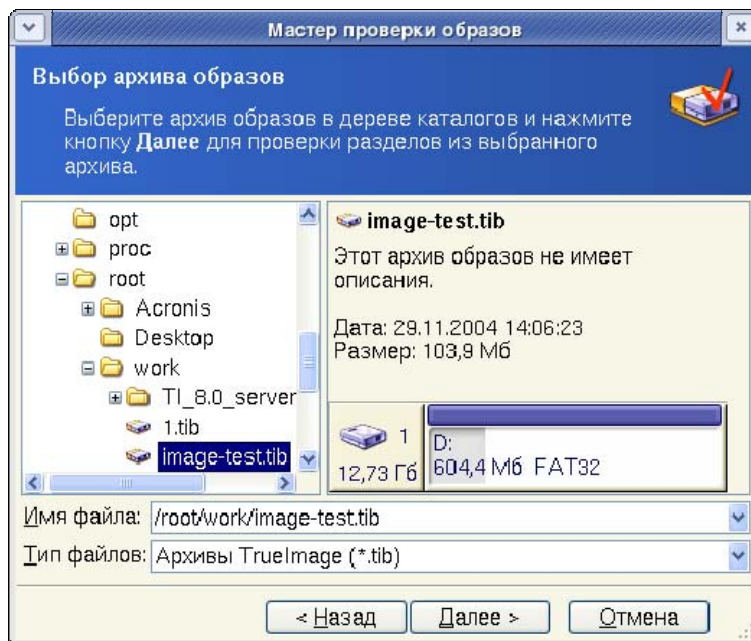 Мастер проверки образов
Выбор архива образов
Выберите архив образов в дереве каталогов и нажмите
кнопку Далее для проверки разделов из выбранного
архива.
opt
proc
root
Acronis
Desktop
work
TI_8.0_server
1.tib
image-test.tib
image-test.tib
Этот архив образов не имеет
описания.
Дата: 29.11.2004 14:06:23
Размер: 103,9 Мб
1
12,73 Гб
D:
604,4 Мб FAT32
Имя файла: /root/work/image-test.tib
Тип файлов: Архивы TrueImage (*.tib)
< Назад
Далее >
Отмена